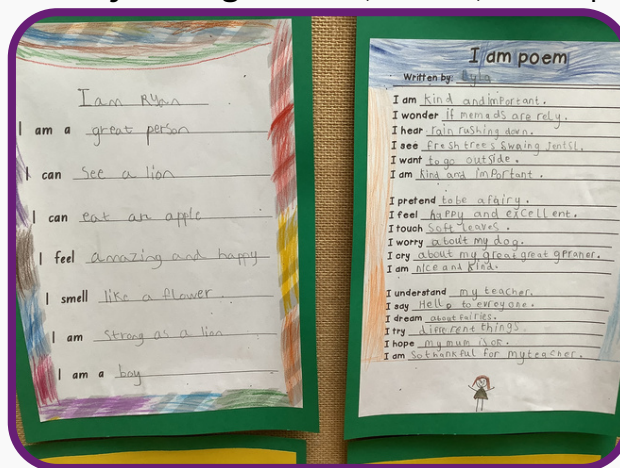 I am Ryan
I am a great person
I can see a lion
I can eat an apple
I feel amazing and happy
I smell like a flower
I am strong as a lion
I am a boy
I am poem
Written by:
I am kind and important.
I wonder if memads are rely.
I hear rain rushing down.
I see fresh trees swaing
I want to go outside.
I am kind and important.
I pretend to be a fairy.
I feel happy and excellent.
I touch soft leaves.
I worry about my dog.
I cry about my great great
I am nice and kind.
I understand my teacher.
I say Hello to
I dream about fairies.
I try different things.
I hope my mum is ok.
I am So thankful for my teacher.